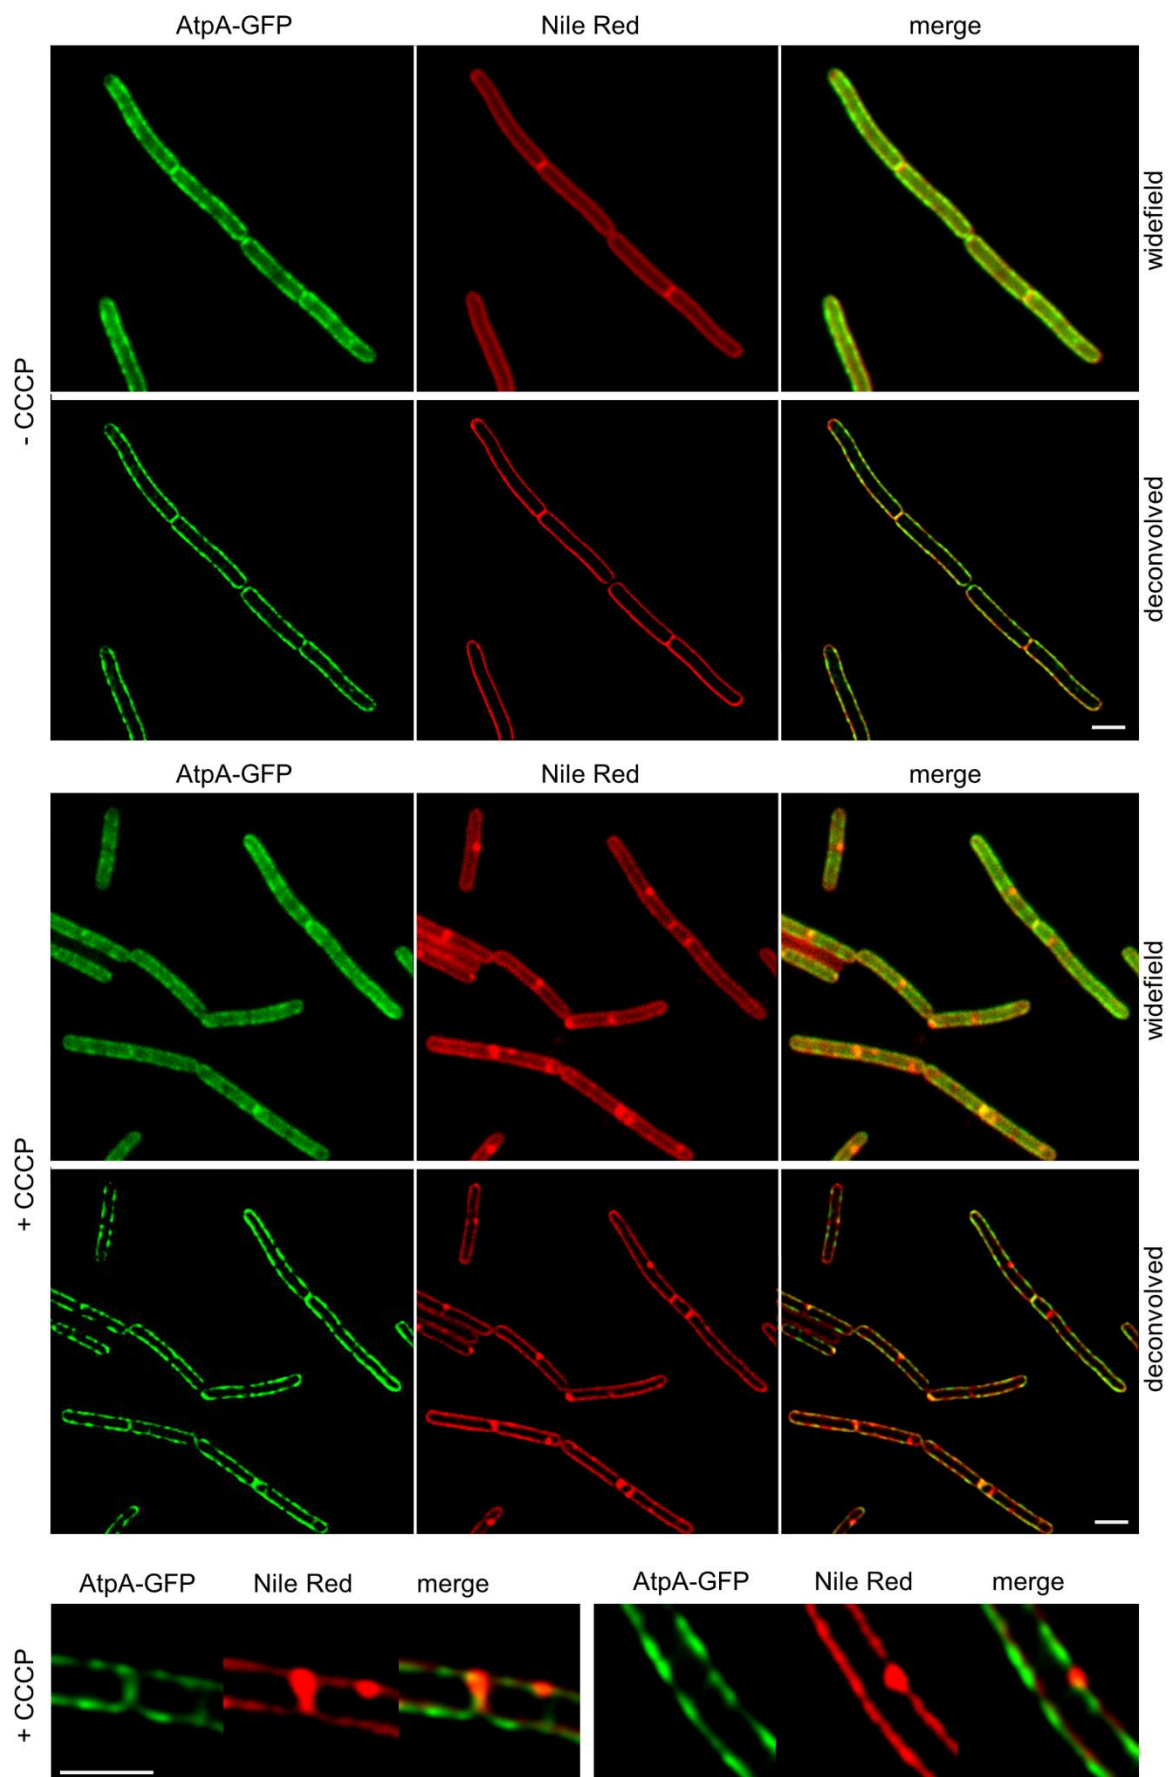 AtpA-GFP Nile Red merge
widefield
- CCCP
deconvolved
AtpA-GFP Nile Red merge
widefield
+ CCCP
deconvolved
AtpA-GFP Nile Red merge AtpA-GFP Nile Red merge
+ CCCP